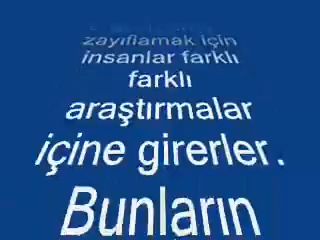 zayıflamak için
insanlar farklı
farklı
araştırmalar
içine girerler.
Bunların